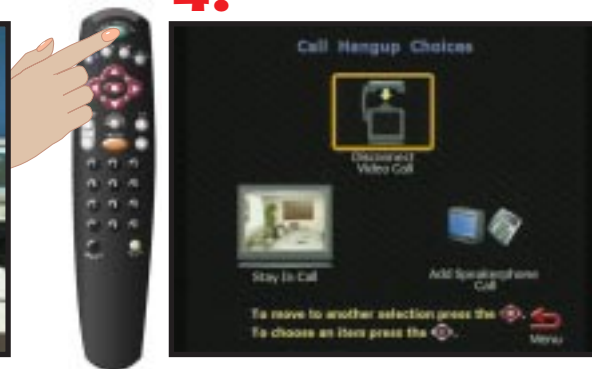 4.
Call Hangup Choices
Disconnect
Video Call
Stay In Call
Add Speakerphone
Call
To move to another selection press the
To choose an item press the
Menu